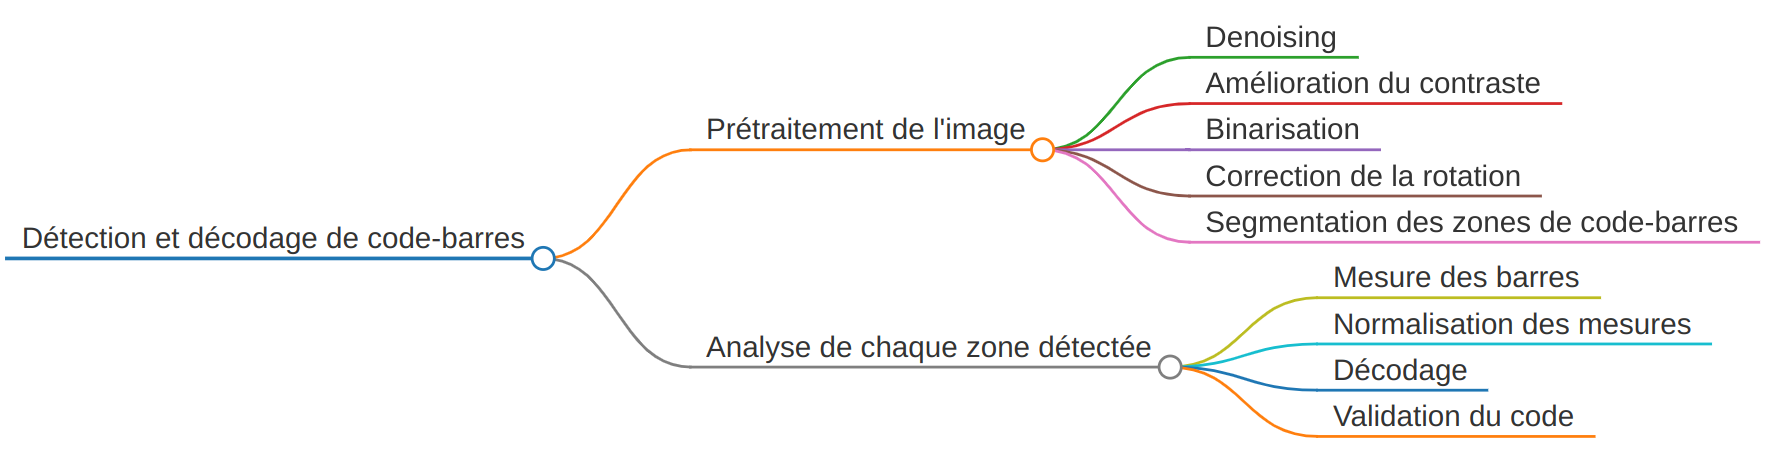 Détection et décodage de code-barres
Prétraitement de l'image
Denoising
Amélioration du contraste
Binarisation
Correction de la rotation
Segmentation des zones de code-barres
Analyse de chaque zone détectée
Mesure des barres
Normalisation des mesures
Décodage
Validation du code